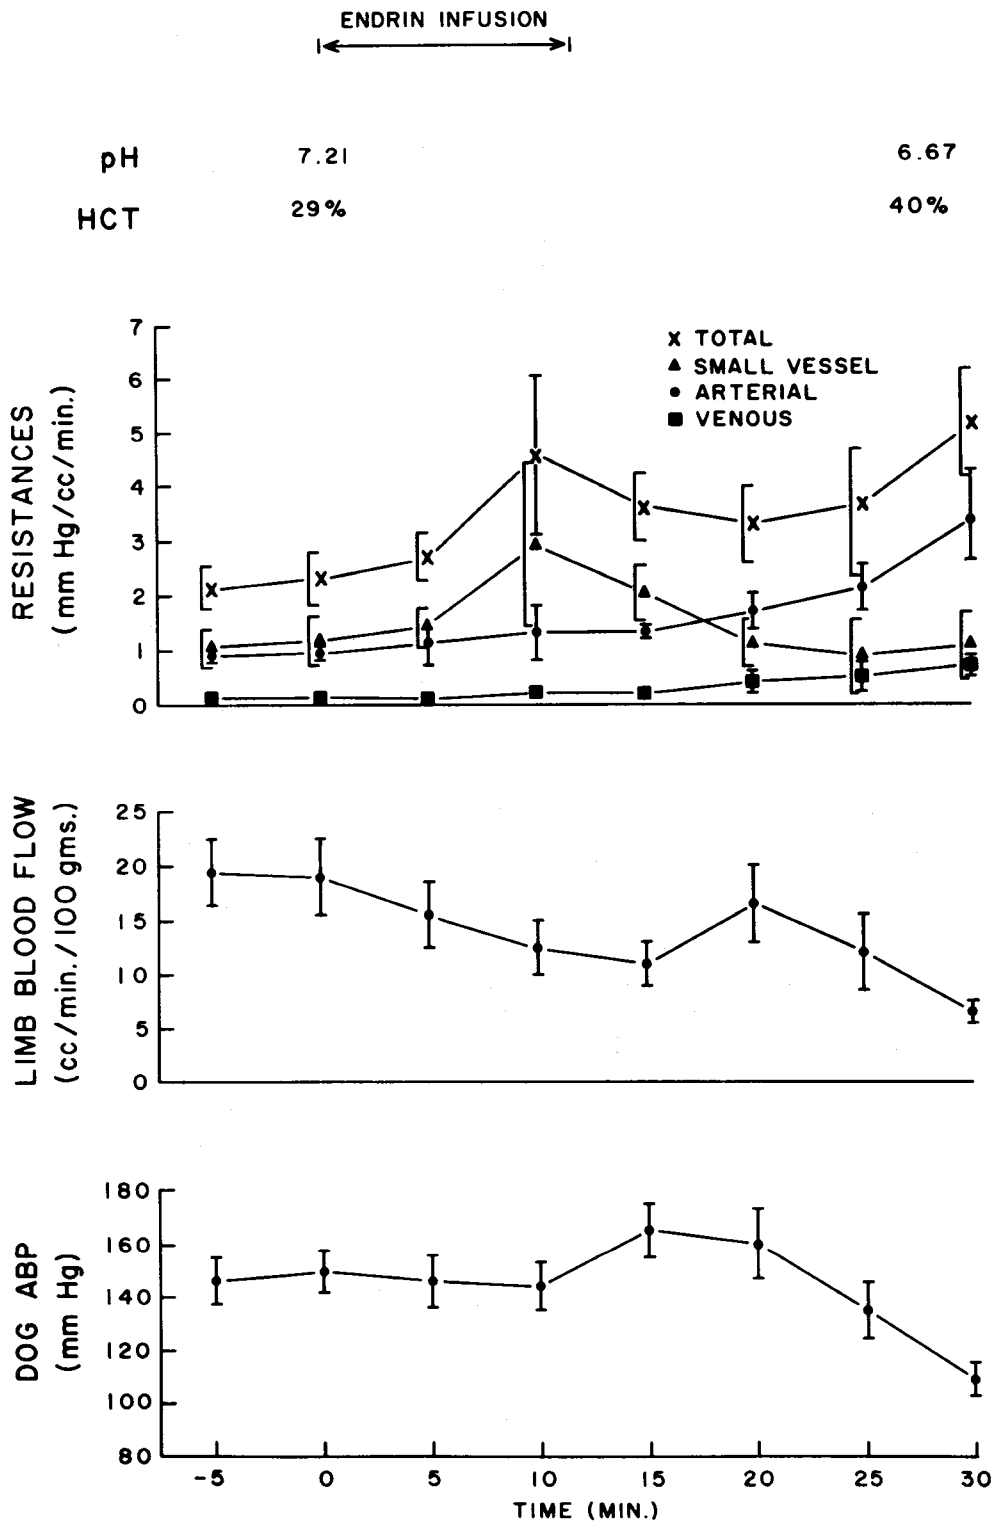 ENDRIN INFUSION
pH 7.21 6.67
HCT 29% 40%
RESISTANCES
(mm Hg/cc/min.)
7
6
5
4
3
2
1
0
X TOTAL
▲ SMALL VESSEL
● ARTERIAL
■ VENOUS
LIMB BLOOD FLOW
(cc/min./100 gms.)
25
20
15
10
5
0
DOG ABP
(mm Hg)
180
160
140
120
100
80
-5 0 5 10 15 20 25 30
TIME (MIN.)